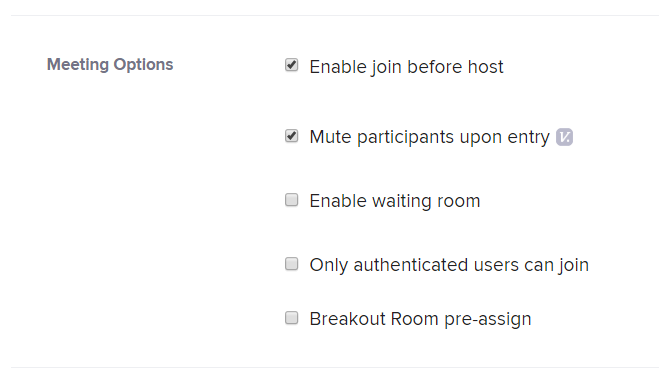 Meeting Options
Enable join before host
Mute participants upon entry
Enable waiting room
Only authenticated users can join
Breakout Room pre-assign